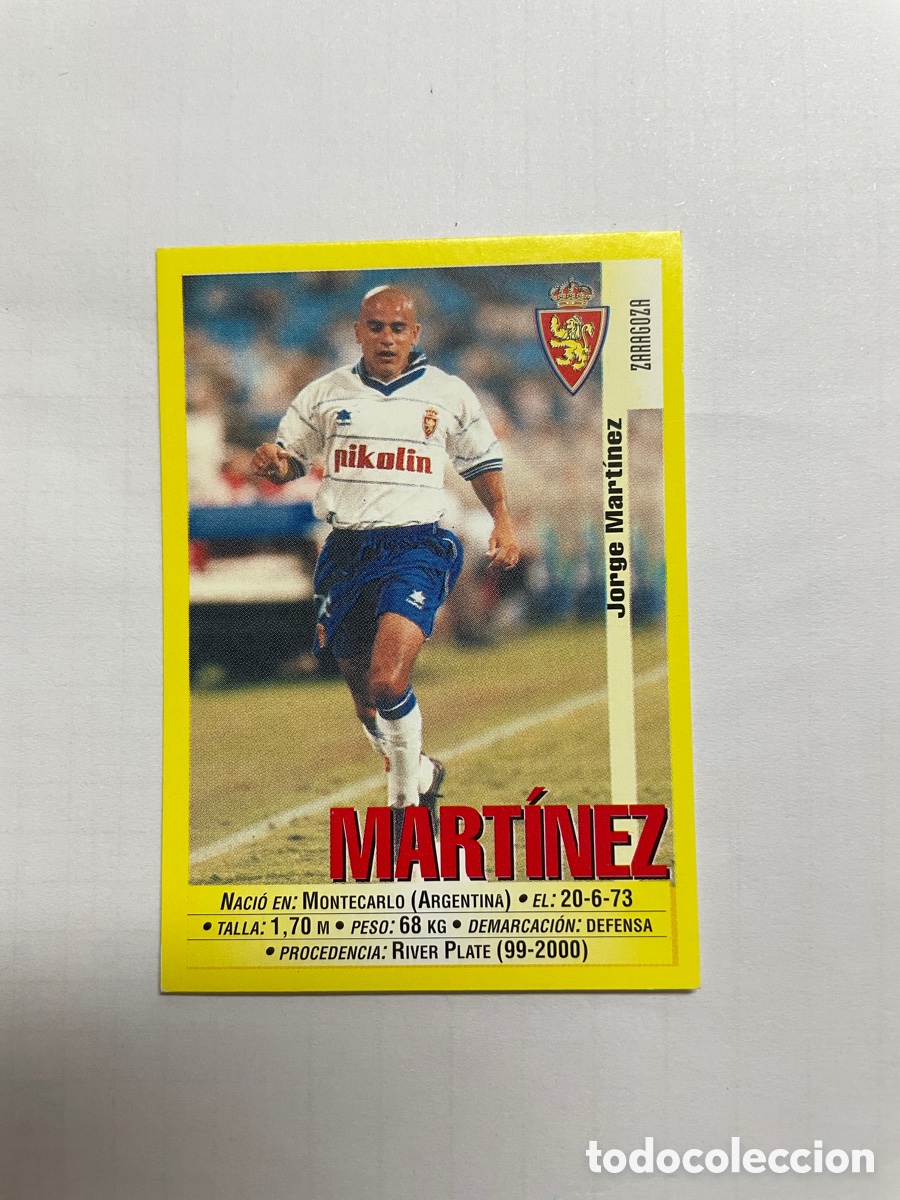 ZARAGOZA
Jorge Martínez
pikolin
MARTÍNEZ
NACIÓ EN: MONTECARLO (ARGENTINA) • EL: 20-6-73
• TALLA: 1,70 M • PESO: 68 KG • DEMARCACIÓN: DEFENSA
• PROCEDENCIA: RIVER PLATE (99-2000)
todocoleccion